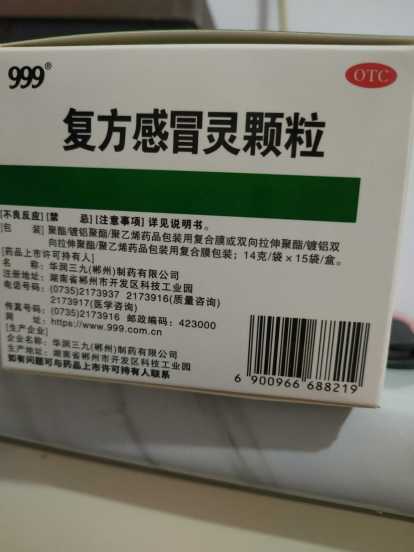 999®
OTC
复方感冒灵颗粒
[不良反应] [禁 忌] [注意事项] 详见说明书。
[包 装] 聚酯/镀铝聚酯/聚乙烯药品包装用复合膜或双向拉伸聚酯/镀铝双
向拉伸聚酯/聚乙烯药品包装用复合膜包装；14克/袋×15袋/盒。
[药品上市许可持有人]
名 称：华润三九(郴州)制药有限公司
注册地址：湖南省郴州市开发区科技工业园
电话号码：(0735)2173937 2173916(质量咨询)
2173917(医学咨询)
传真号码：(0735)2173916 邮政编码：423000
网 址：https://www.999.com.cn
[生产企业]
企业名称：华润三九(郴州)制药有限公司
生产地址：湖南省郴州市开发区科技工业园
如有问题可与药品上市许可持有人联系
6 900966 688219